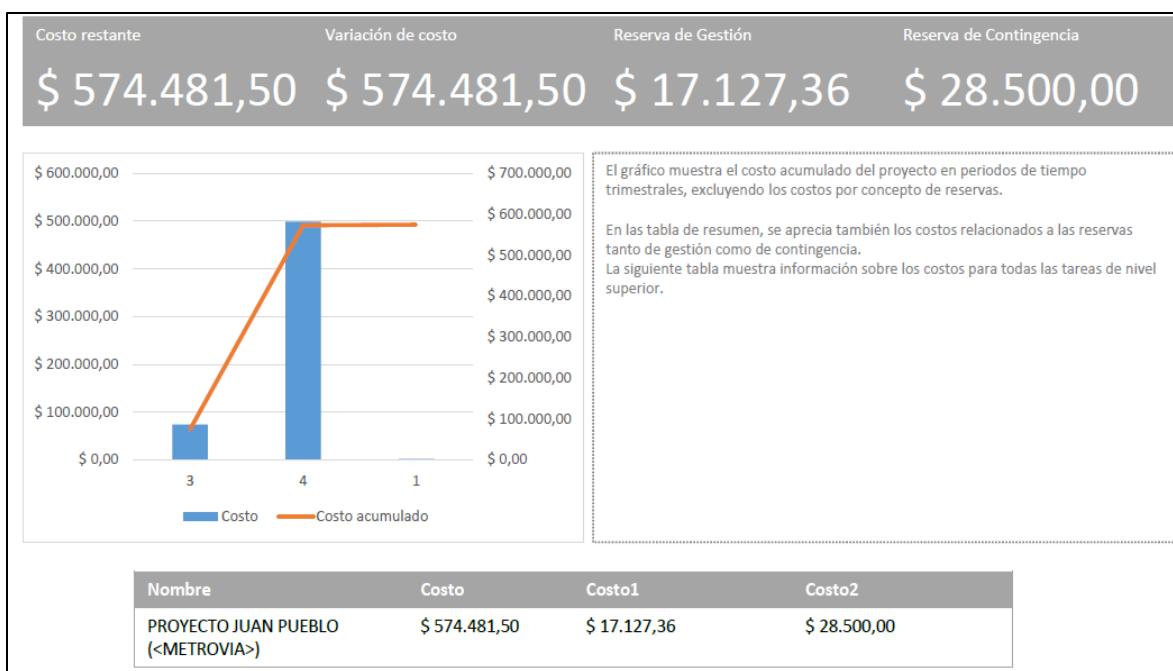 Costo restante
Variación de costo
Reserva de Gestión
Reserva de Contingencia
$ 574.481,50
$ 574.481,50
$ 17.127,36
$ 28.500,00
$ 600.000,00
$ 500.000,00
$ 400.000,00
$ 300.000,00
$ 200.000,00
$ 100.000,00
$ 0,00
$ 700.000,00
$ 600.000,00
$ 500.000,00
$ 400.000,00
$ 300.000,00
$ 200.000,00
$ 100.000,00
$ 0,00
3 4 1
Costo Costo acumulado
El gráfico muestra el costo acumulado del proyecto en periodos de tiempo
trimestrales, excluyendo los costos por concepto de reservas.
En las tabla de resumen, se aprecia también los costos relacionados a las reservas
tanto de gestión como de contingencia.
La siguiente tabla muestra información sobre los costos para todas las tareas de nivel
superior.
Nombre Costo Costo1 Costo2
PROYECTO JUAN PUEBLO $ 574.481,50 $ 17.127,36 $ 28.500,00
(<METROVIA>)